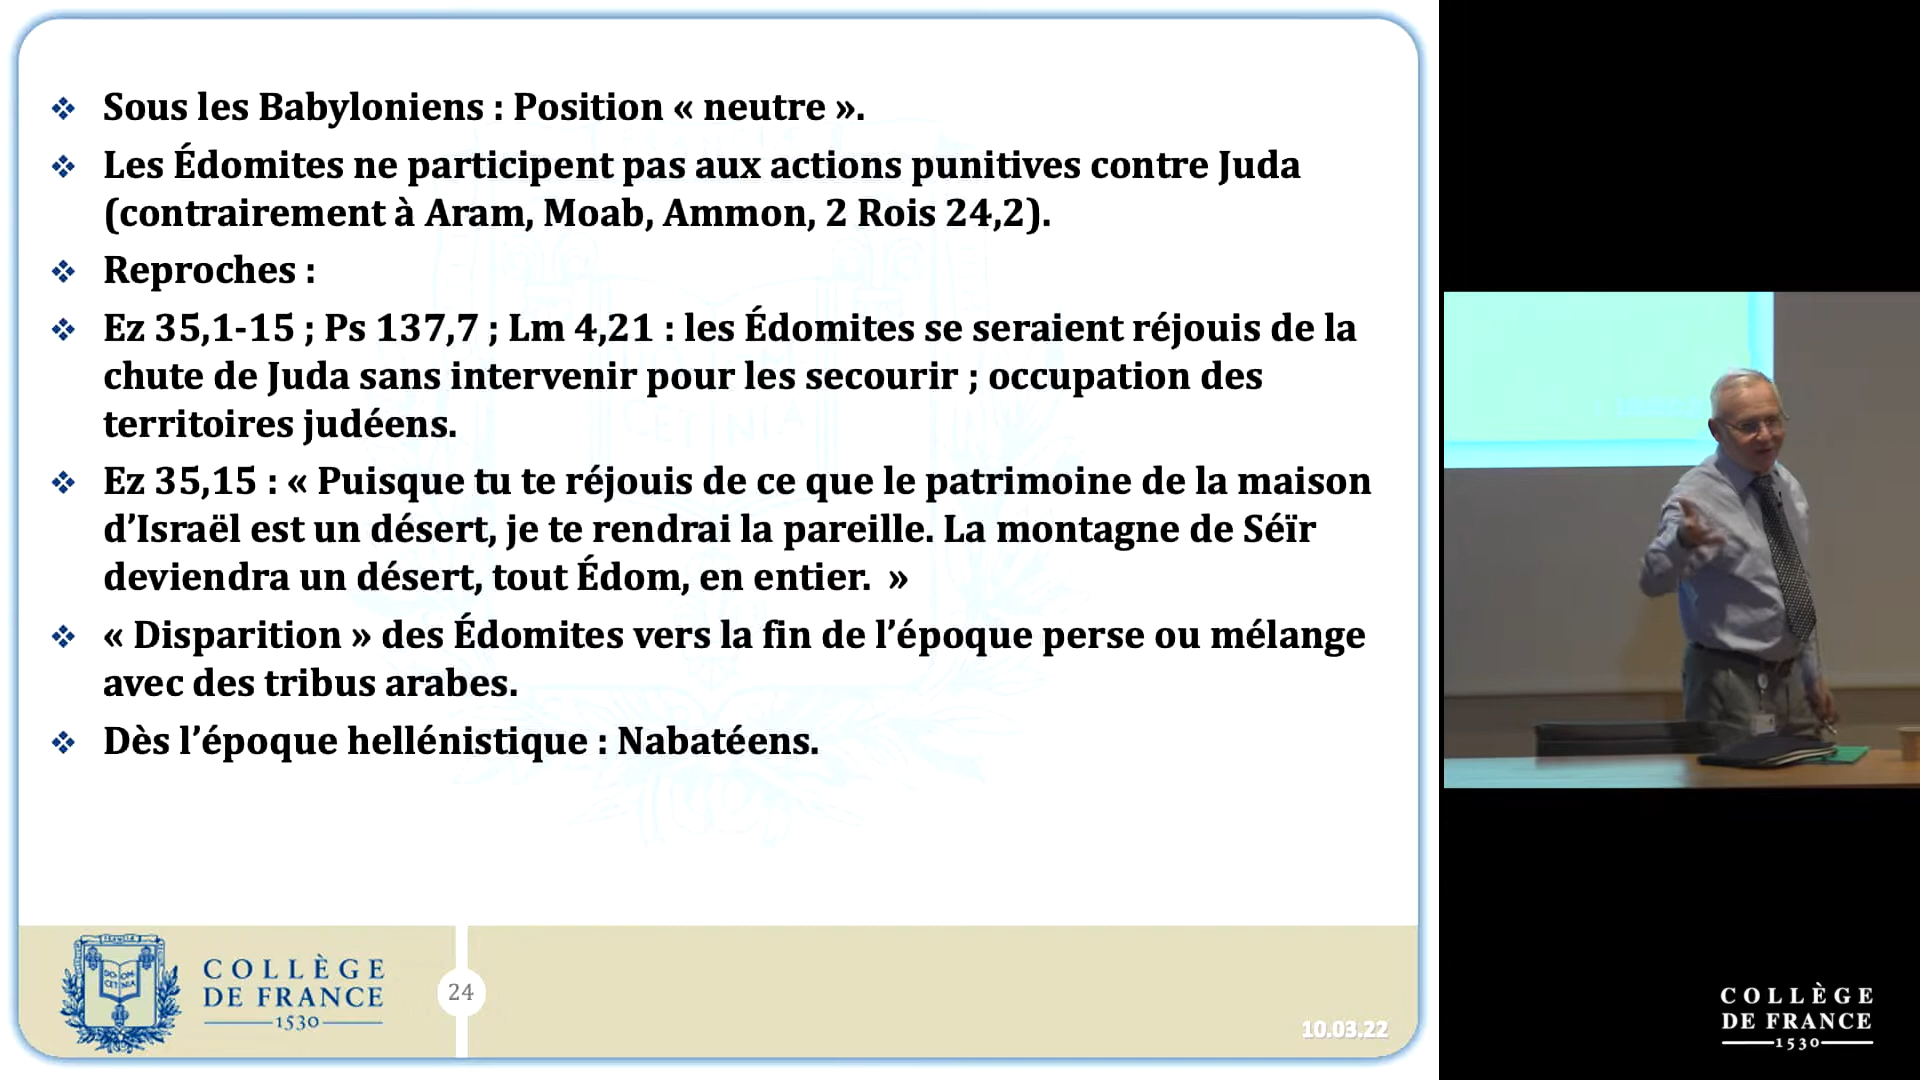 ❖ Sous les Babyloniens : Position « neutre ».
❖ Les Édomites ne participent pas aux actions punitives contre Juda
(contrairement à Aram, Moab, Ammon, 2 Rois 24,2).
❖ Reproches :
❖ Ez 35,1-15 ; Ps 137,7 ; Lm 4,21 : les Édomites se seraient réjouis de la
chute de Juda sans intervenir pour les secourir ; occupation des
territoires judéens.
❖ Ez 35,15 : « Puisque tu te réjouis de ce que le patrimoine de la maison
d’Israël est un désert, je te rendrai la pareille. La montagne de Séïr
deviendra un désert, tout Édom, en entier. »
❖ « Disparition » des Édomites vers la fin de l’époque perse ou mélange
avec des tribus arabes.
❖ Dès l’époque hellénistique : Nabatéens.
COLLÈGE
DE FRANCE
1530
24
10.03.22
COLLÈGE
DE FRANCE
1530